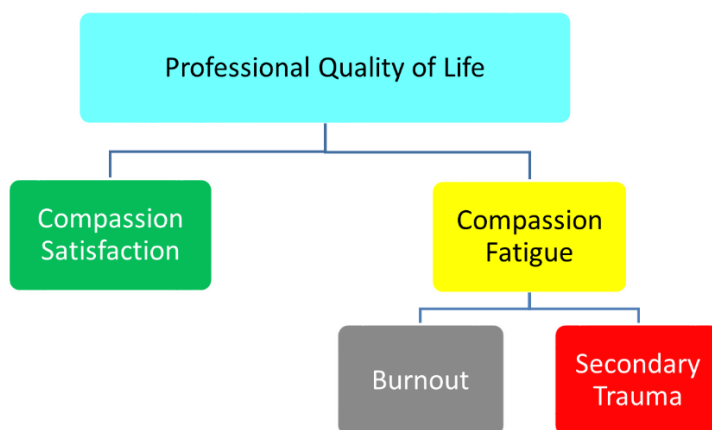 Professional Quality of Life
Compassion
Satisfaction
Compassion
Fatigue
Burnout
Secondary
Trauma